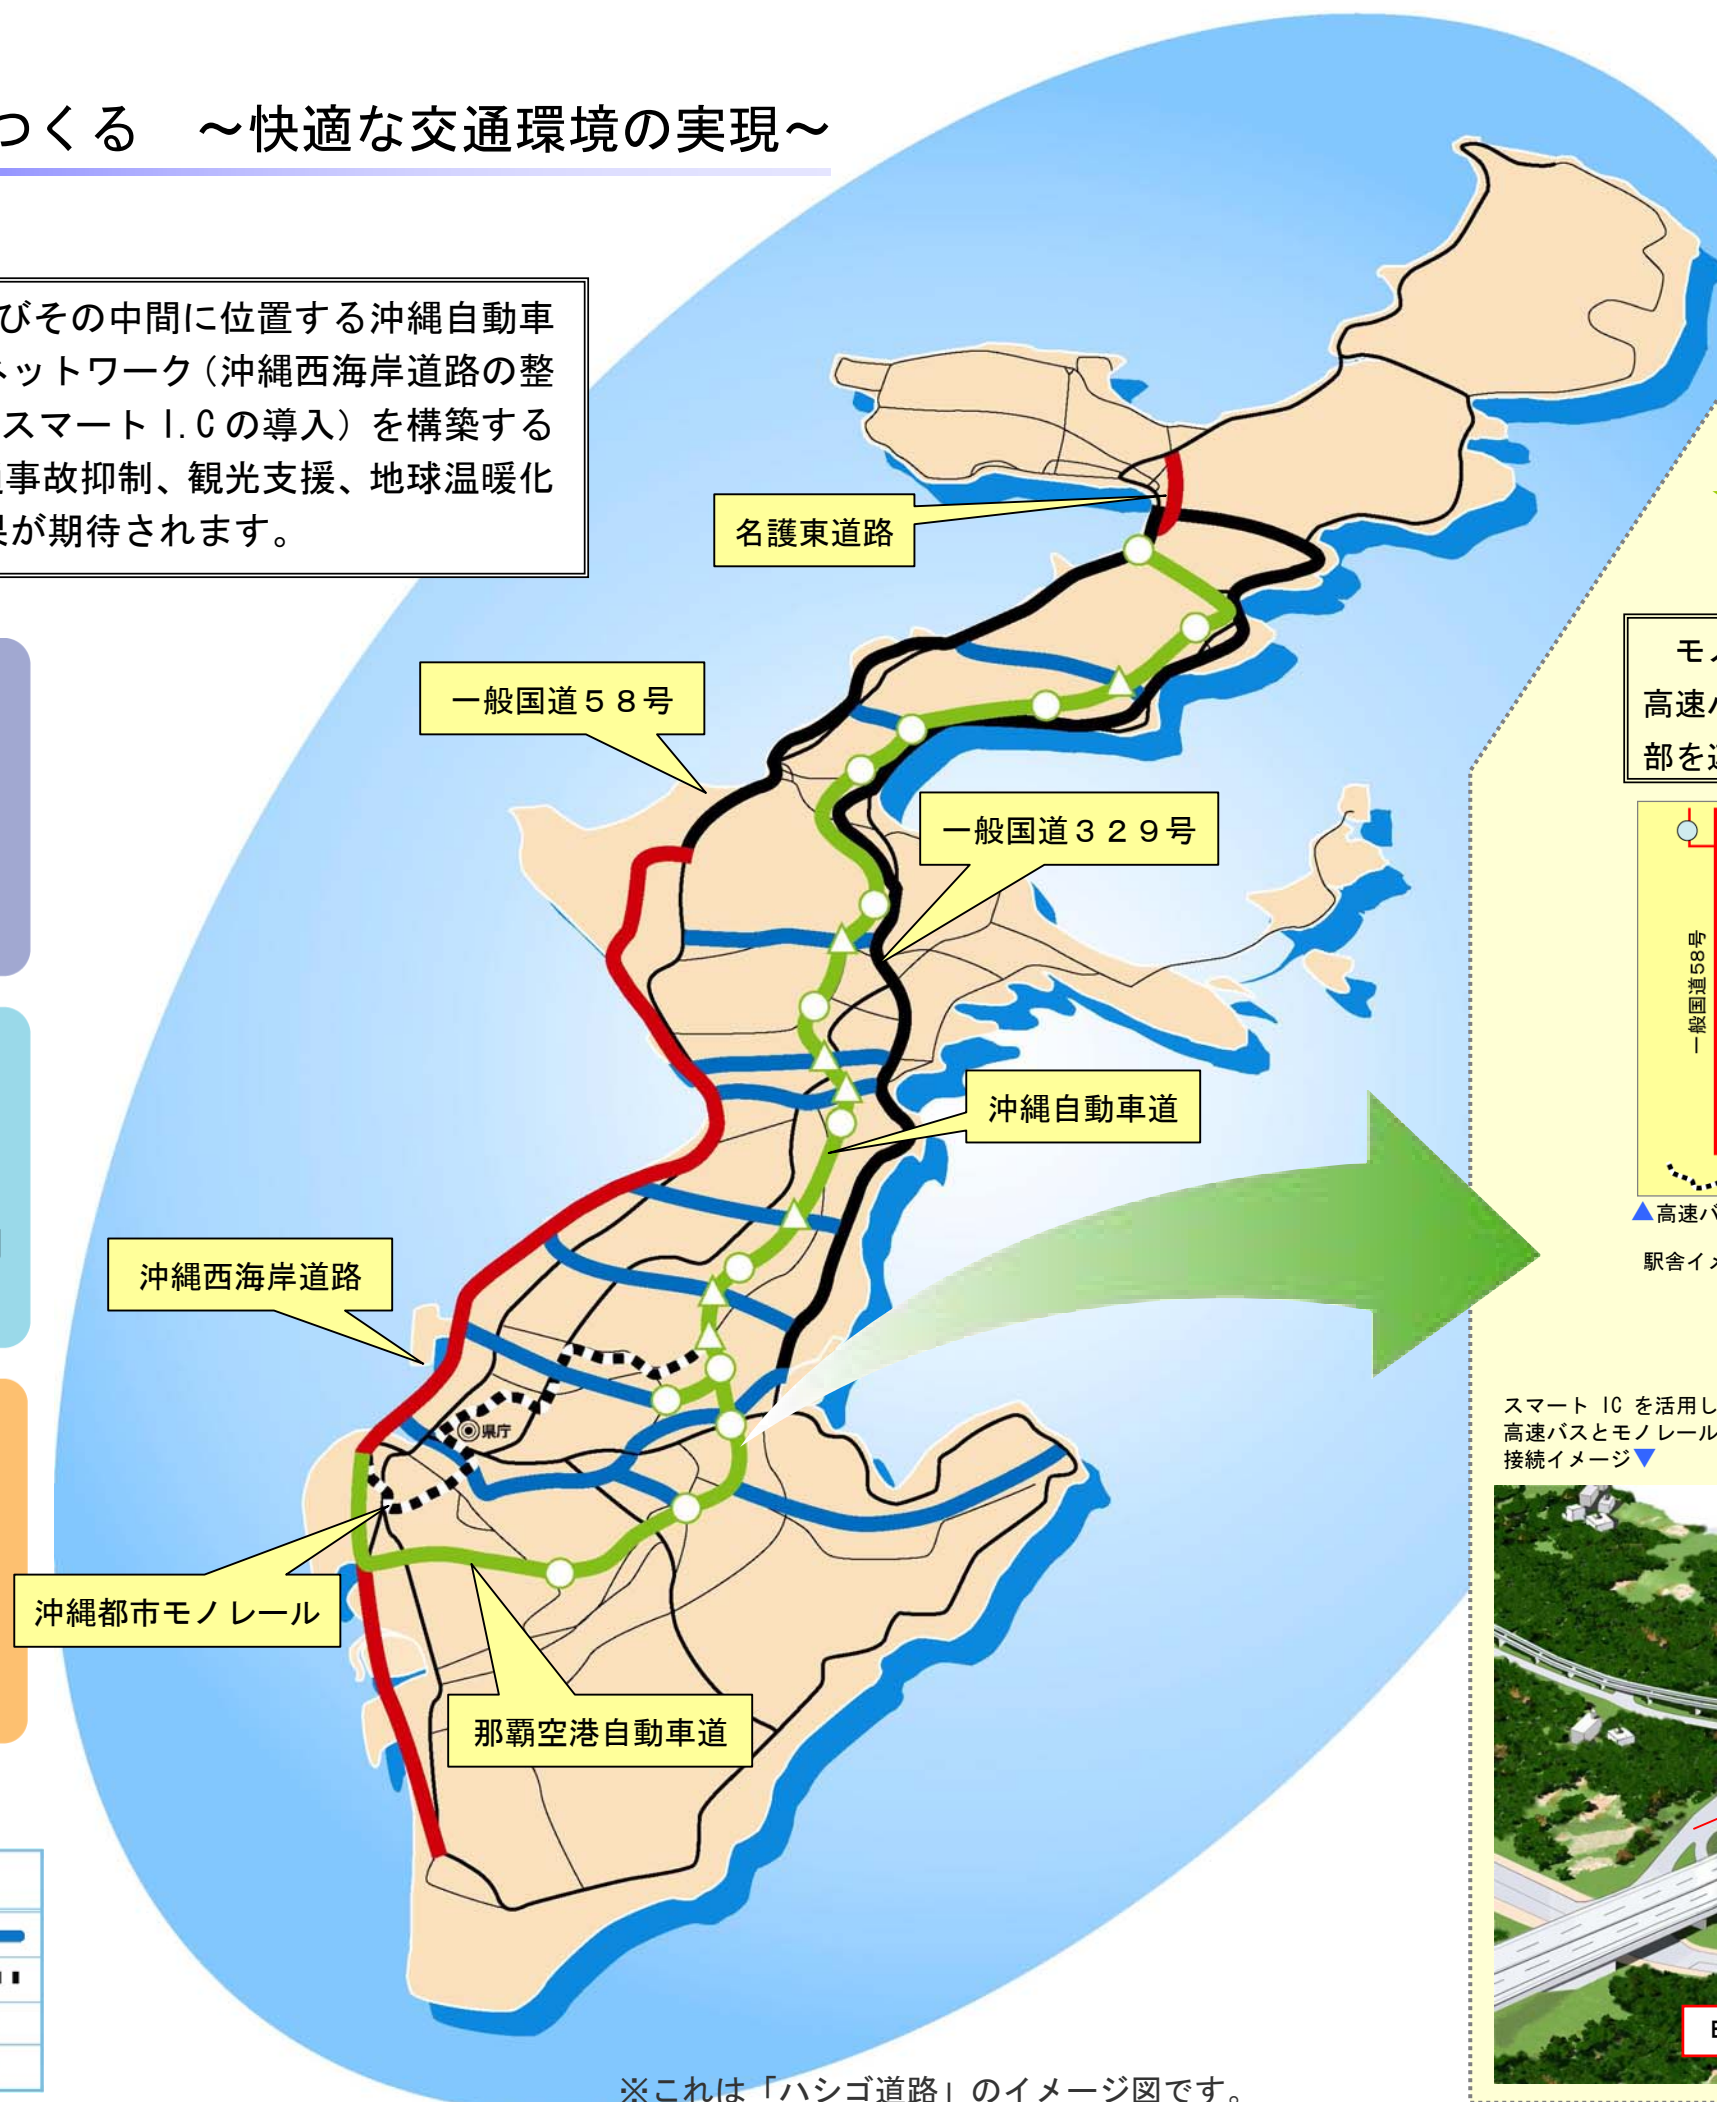 つくる　～快適な交通環境の実現～
びその中間に位置する沖縄自動車
ネットワーク（沖縄西海岸道路の整
スマート I.C の導入）を構築する
事故抑制、観光支援、地球温暖化
が期待されます。
名護東道路
一般国道５８号
一般国道３２９号
沖縄自動車道
沖縄西海岸道路
県庁
沖縄都市モノレール
那覇空港自動車道
※これは「ハシゴ道路」のイメージ図です。
モノ
高速バ
部を
一般国道58号
▲高速バ
駅舎イメ
スマート IC を活用し
高速バスとモノレール
接続イメージ▼